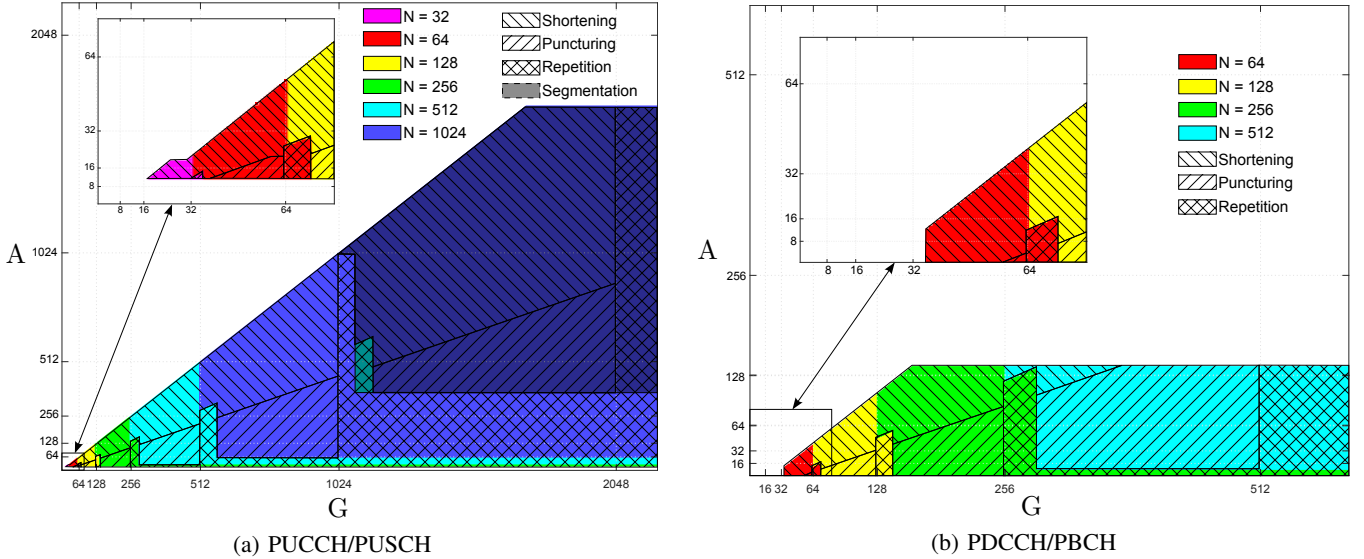 2048
1024
512
256
128
64
A
64 128 256 512 1024 2048
G
64
32
16
8
8 16 32 64
N = 32
N = 64
N = 128
N = 256
N = 512
N = 1024
Shortening
Puncturing
Repetition
Segmentation
(a) PUCCH/PUSCH
512
256
128
64
32
16
A
16 32 64 128 256 512
G
64
32
16
8
8 16 32 64
N = 64
N = 128
N = 256
N = 512
Shortening
Puncturing
Repetition
(b) PDCCH/PBCH